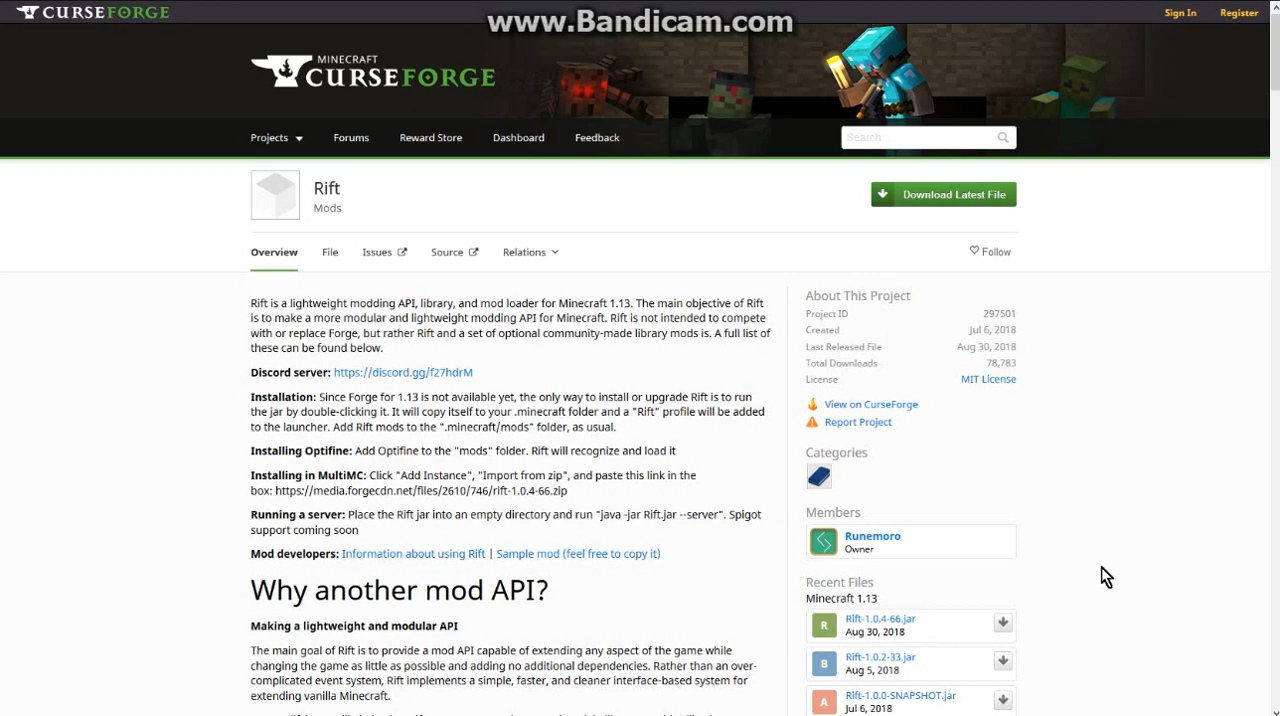 CURSEFORGE
www.Bandicam.com
Sign In
Register
MINECRAFT
CURSEFORGE
Projects
Forums
Reward Store
Dashboard
Feedback
Search
Rift
Mods
Download Latest File
Overview
File
Issues
Source
Relations
Follow
Rift is a lightweight modding API, library, and mod loader for Minecraft 1.13. The main objective of Rift
is to make a more modular and lightweight modding API for Minecraft. Rift is not intended to compete
with or replace Forge, but rather Rift and a set of optional community-made library mods is. A full list of
these can be found below.
Discord server: https://discord.gg/f27hdrM
Installation: Since Forge for 1.13 is not available yet, the only way to install or upgrade Rift is to run
the jar by double-clicking it. It will copy itself to your .minecraft folder and a "Rift" profile will be added
to the launcher. Add Rift mods to the ".minecraft/mods" folder, as usual.
Installing Optifine: Add Optifine to the "mods" folder. Rift will recognize and load it
Installing in MultiMC: Click "Add Instance", "Import from zip", and paste this link in the
box: https://media.forgecdn.net/files/2610/746/rift-1.0.4-66.zip
Running a server: Place the Rift jar into an empty directory and run "java -jar Rift.jar --server". Spigot
support coming soon
Mod developers: Information about using Rift | Sample mod (feel free to copy it)
Why another mod API?
Making a lightweight and modular API
The main goal of Rift is to provide a mod API capable of extending any aspect of the game while
changing the game as little as possible and adding no additional dependencies. Rather than an over-
complicated event system, Rift implements a simple, faster, and cleaner interface-based system for
extending vanilla Minecraft.
About This Project
Project ID 297501
Created Jul 6, 2018
Last Released File Aug 30, 2018
Total Downloads 78,783
License MIT License
View on CurseForge
Report Project
Categories
Members
Runemoro
Owner
Recent Files
Minecraft 1.13
R Rift-1.0.4-66.jar
Aug 30, 2018
B Rift-1.0.2-33.jar
Aug 5, 2018
A Rift-1.0.0-SNAPSHOT.jar
Jul 6, 2018